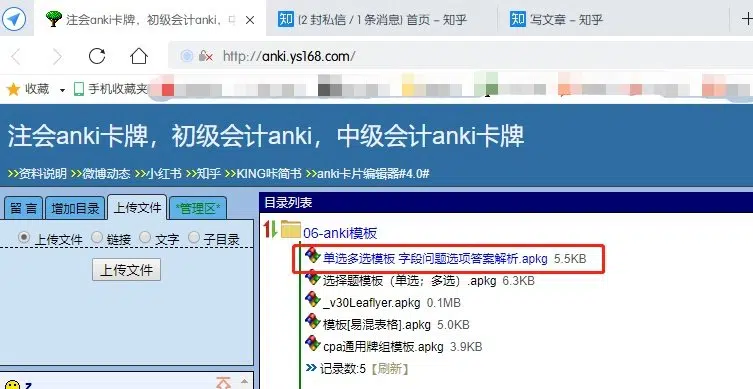 注会anki卡牌，初级会计anki，中
(2 封私信 / 1 条消息) 首页 - 知乎
写文章 - 知乎
http://anki.ys168.com/
收藏
手机收藏夹
注会anki卡牌，初级会计anki，中级会计anki卡牌
>>资料说明 >>微博动态 >>小红书 >>知乎 >>KING咔简书 >>anki卡片编辑器#4.0#
留 言 增加目录 上传文件 *管理区*
上传文件 链接 文字 子目录
上传文件
z
目录列表
06-anki模板
单选多选模板 字段问题选项答案解析.apkg 5.5KB
选择题模板（单选；多选）.apkg 6.3KB
_v30Leaflyer.apkg 0.1MB
模板[易混表格].apkg 5.0KB
cpa通用牌组模板.apkg 3.9KB
记录数:5【刷新】